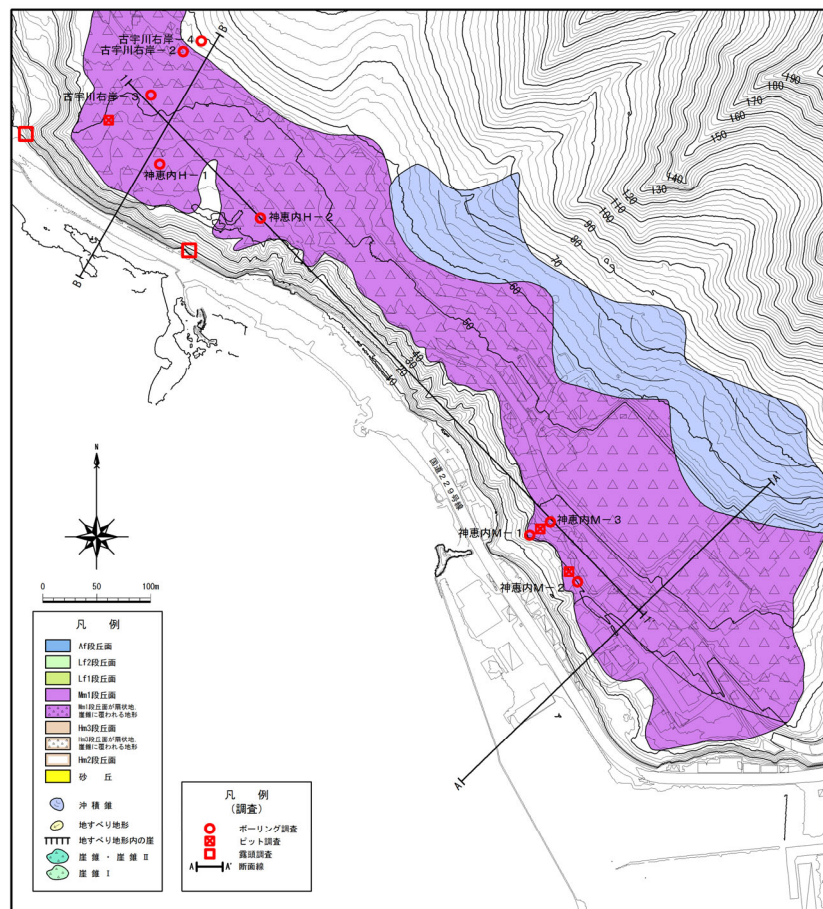 古宇川右岸-4
古宇川右岸-2
B'
古宇川右岸-3
神恵内H-1
神恵内H-2
B
190
180
170
160
150
140
130
120
110
100
90
80
80
70
60
50
40
30
20
10
国道229号線
神恵内M-3
神恵内M-1
神恵内M-2
A'
A
N
0 50 100m
凡 例
Af段丘面
Lf2段丘面
Lf1段丘面
Mm1段丘面
Mm1段丘面が扇状地、
崖錐に覆われる地形
Hm3段丘面
Hm3段丘面が扇状地、
崖錐に覆われる地形
Hm2段丘面
砂 丘
沖 積 錐
地すべり地形
地すべり地形内の崖
崖錐・崖錐Ⅱ
崖錐Ⅰ
凡 例
(調査)
ボーリング調査
ピット調査
露頭調査
A A' 断面線